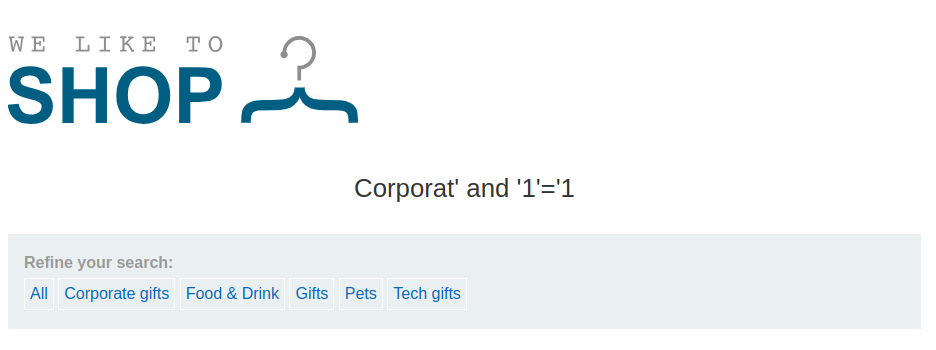 WE LIKE TO
SHOP
Corporat' and '1'='1
Refine your search:
All Corporate gifts Food & Drink Gifts Pets Tech gifts